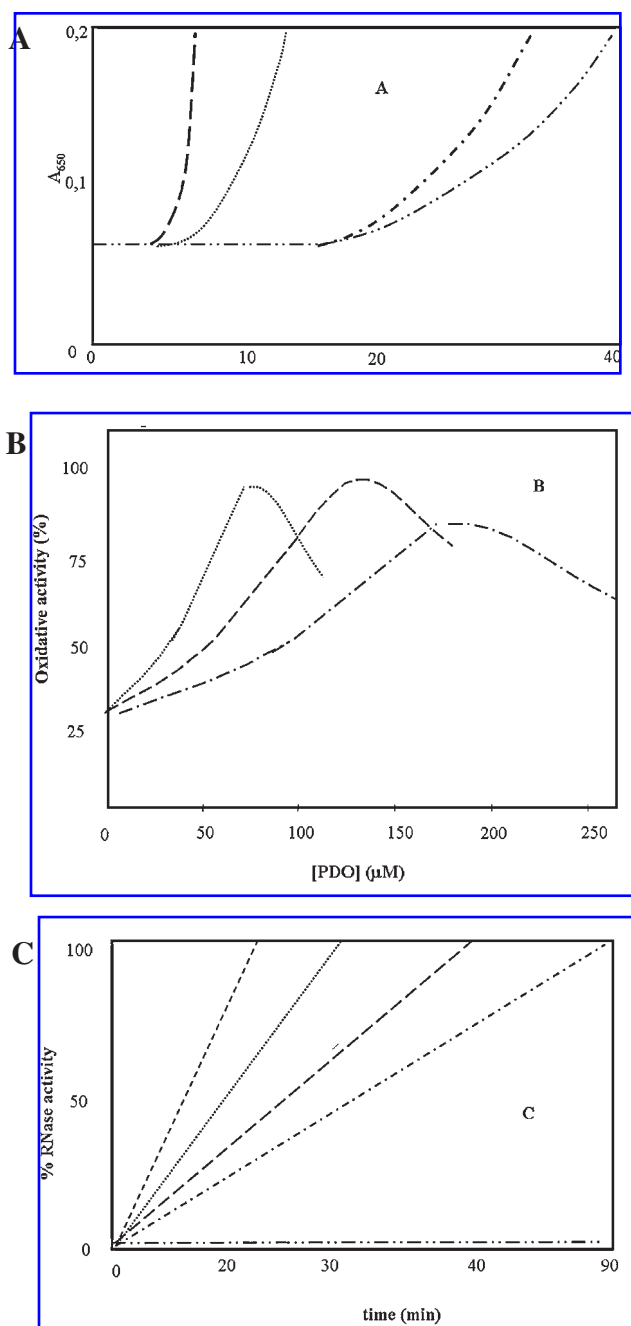 A
0,2
A
A650
0,1
0
0 10 20 40
B
100
B
Oxidative activity (%)
75
50
25
0 50 100 150 200 250
[PDO] (µM)
C
100
% RNase activity
50
C
0
0 20 30 40 90
time (min)